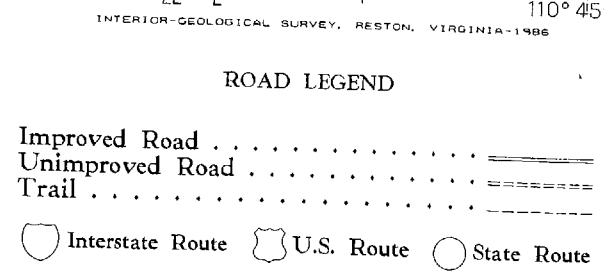 110° 45
INTERIOR-GEOLOGICAL SURVEY, RESTON, VIRGINIA-1986
ROAD LEGEND
Improved Road . . . . . . . . . . . . . .
Unimproved Road . . . . . . . . . . . .
Trail . . . . . . . . . . . . . . . . . . . .
Interstate Route U.S. Route State Route